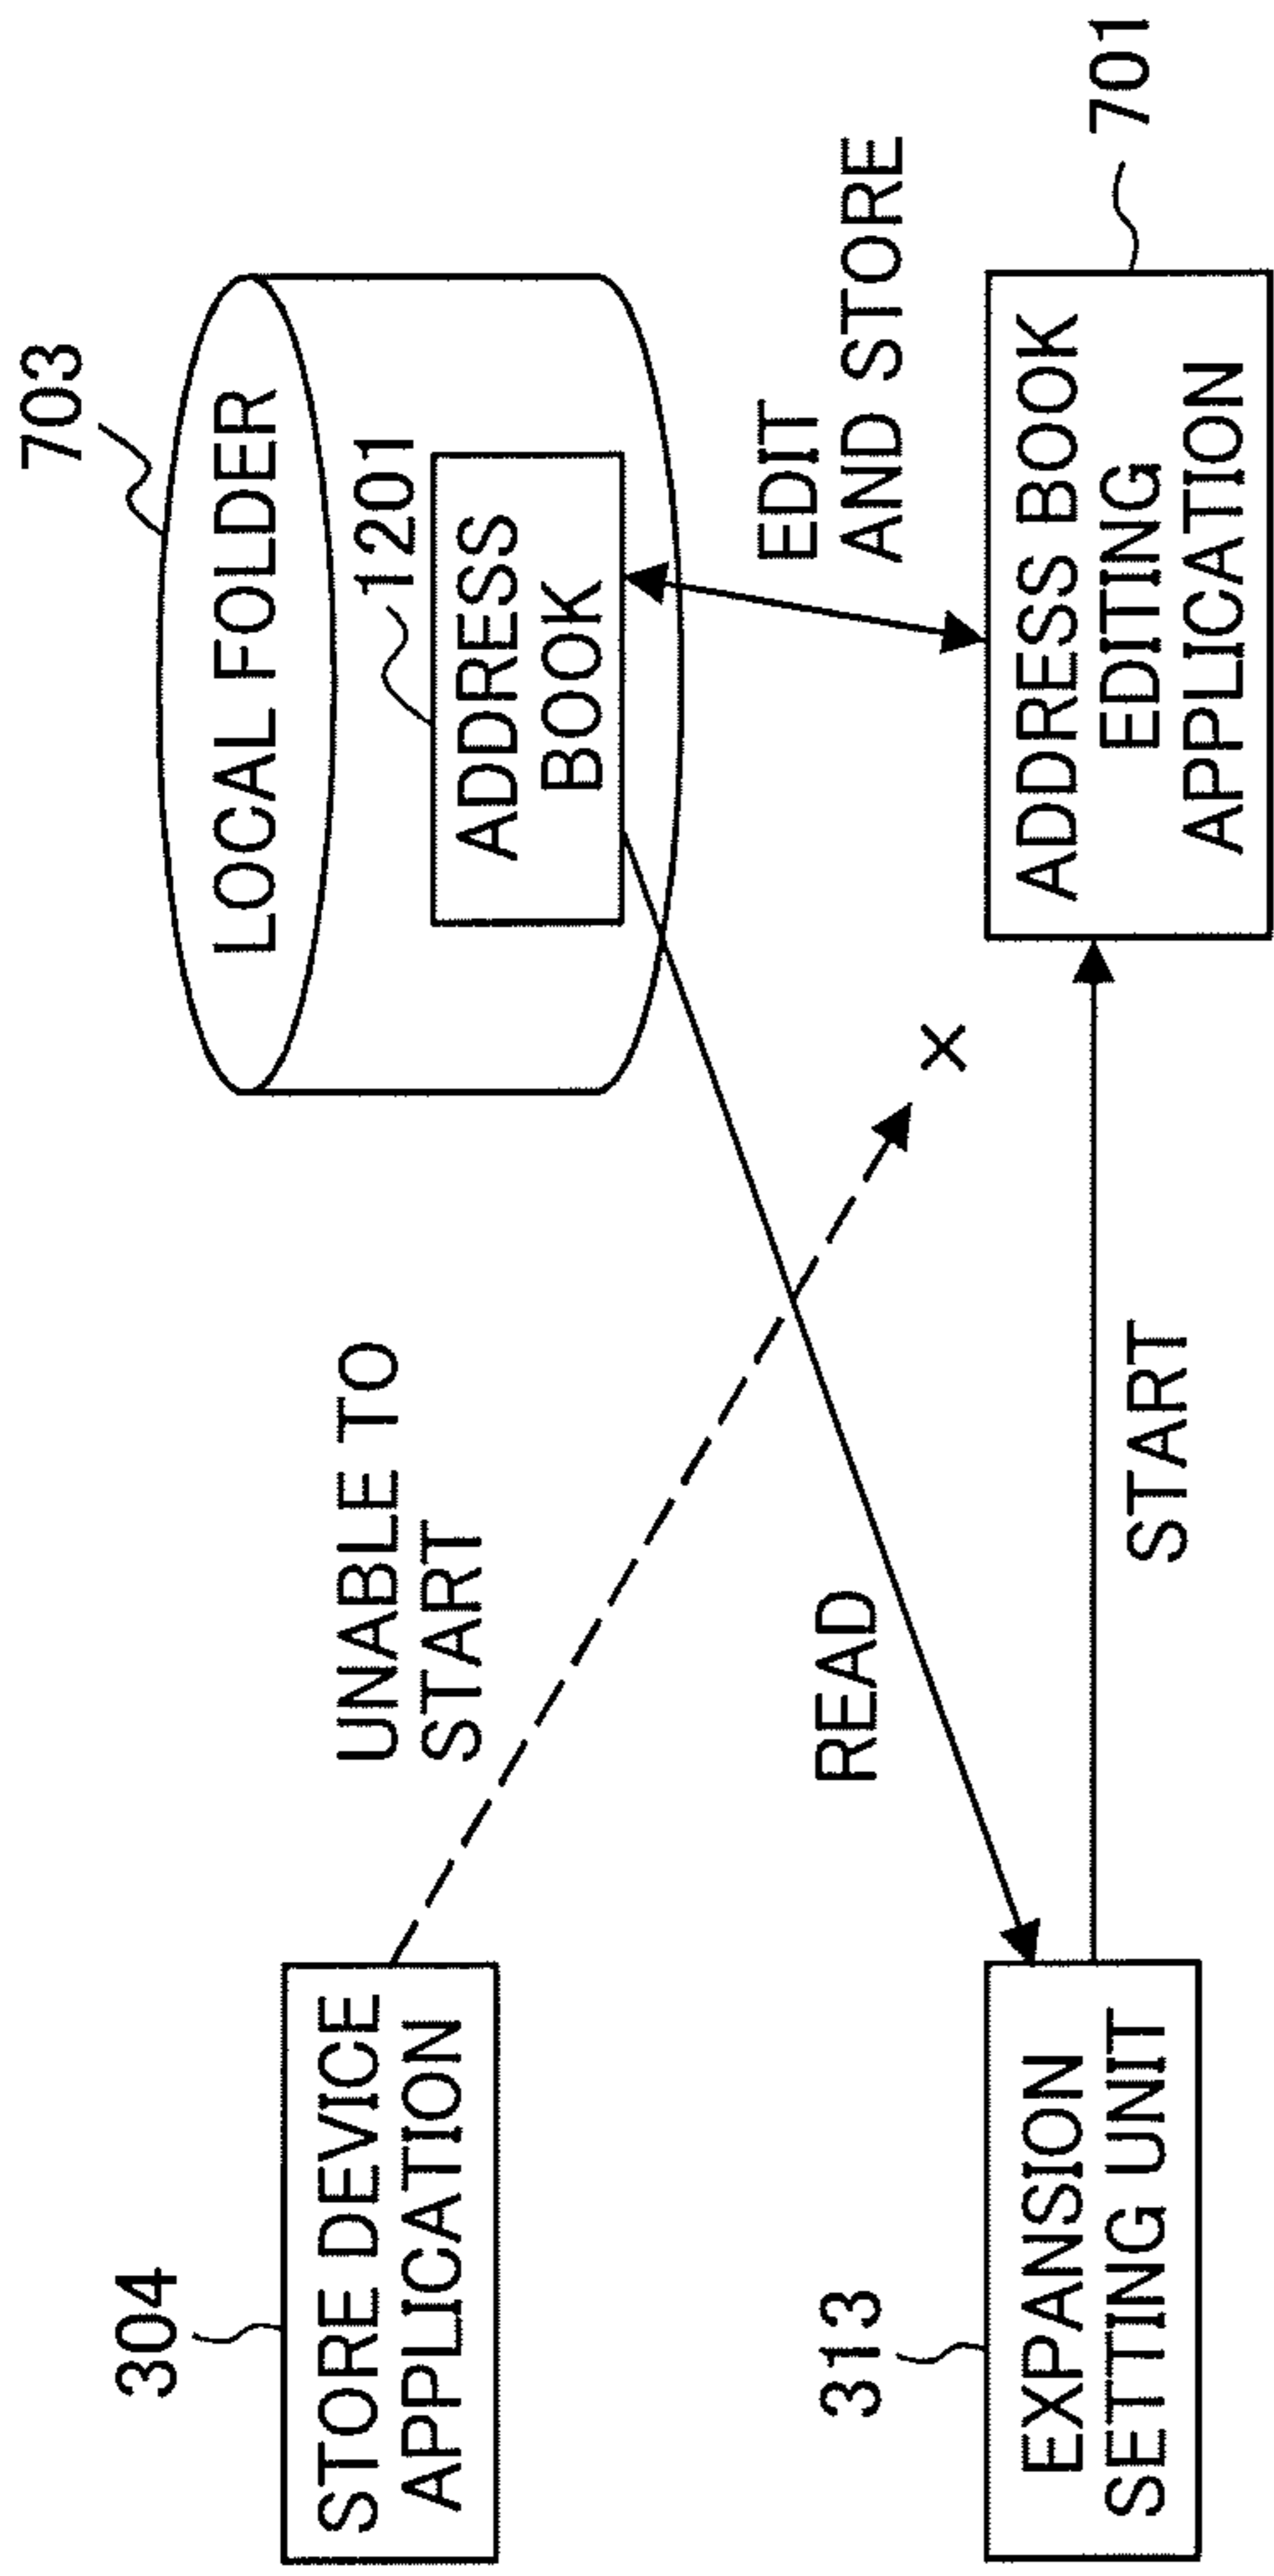 703
LOCAL FOLDER
1201
ADDRESS
BOOK
304
STORE DEVICE
APPLICATION
UNABLE TO
START
×
EDIT
AND STORE
READ
313
EXPANSION
SETTING UNIT
START
ADDRESS BOOK
EDITING
APPLICATION
701